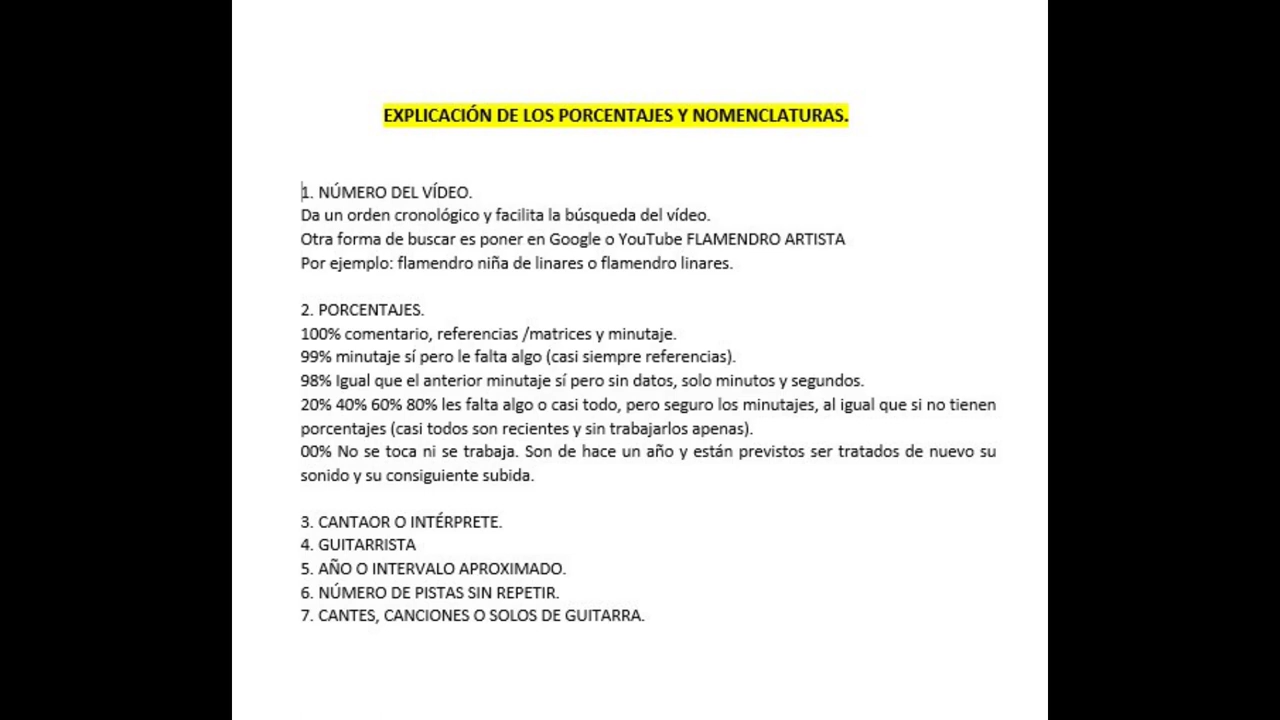 EXPLICACIÓN DE LOS PORCENTAJES Y NOMENCLATURAS.
1. NÚMERO DEL VÍDEO.
Da un orden cronológico y facilita la búsqueda del vídeo.
Otra forma de buscar es poner en Google o YouTube FLAMENDRO ARTISTA
Por ejemplo: flamendro niña de linares o flamendro linares.
2. PORCENTAJES.
100% comentario, referencias /matrices y minutaje.
99% minutaje sí pero le falta algo (casi siempre referencias).
98% Igual que el anterior minutaje sí pero sin datos, solo minutos y segundos.
20% 40% 60% 80% les falta algo o casi todo, pero seguro los minutajes, al igual que si no tienen
porcentajes (casi todos son recientes y sin trabajarlos apenas).
00% No se toca ni se trabaja. Son de hace un año y están previstos ser tratados de nuevo su
sonido y su consiguiente subida.
3. CANTAOR O INTÉRPRETE.
4. GUITARRISTA
5. AÑO O INTERVALO APROXIMADO.
6. NÚMERO DE PISTAS SIN REPETIR.
7. CANTES, CANCIONES O SOLOS DE GUITARRA.